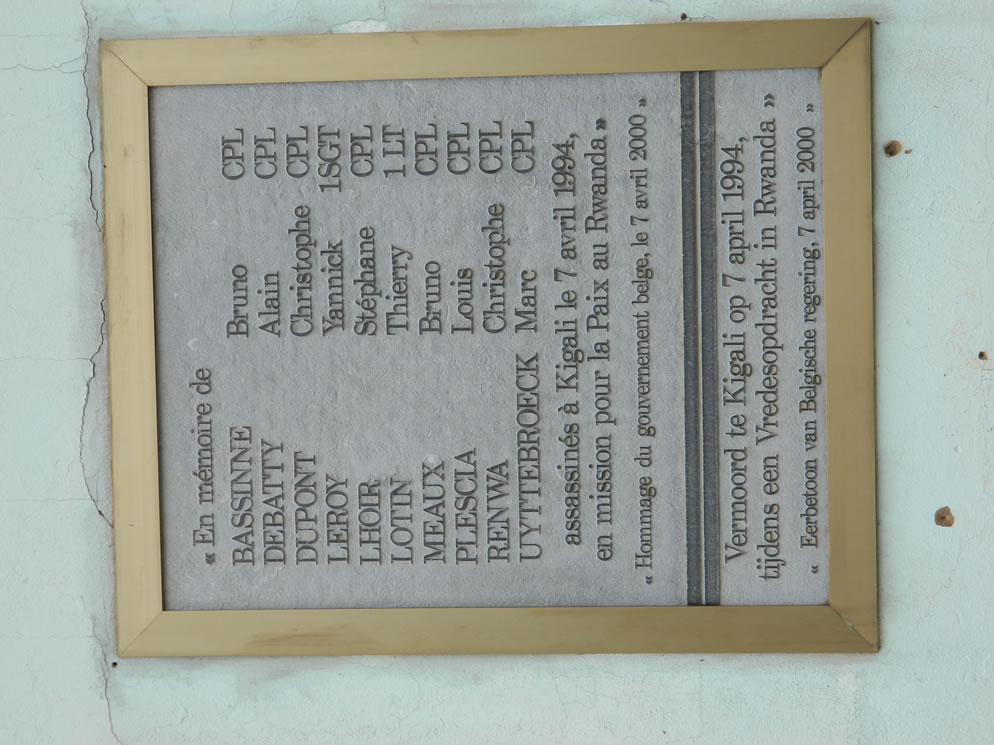 « En mémoire de
BASSINNE Bruno CPL
DEBATTY Alain CPL
DUPONT Christophe CPL
LEROY Yannick 1SGT
LHOIR Stéphane CPL
LOTIN Thierry 1 LT
MEAUX Bruno CPL
PLESCIA Louis CPL
RENWA Christophe CPL
UYTTEBROECK Marc CPL
assassinés à Kigali le 7 avril 1994,
en mission pour la Paix au Rwanda »
« Hommage du gouvernement belge, le 7 avril 2000 »
Vermoord te Kigali op 7 april 1994,
tijdens een Vredesopdracht in Rwanda »
« Eerbetoon van Belgische regering, 7 april 2000 »